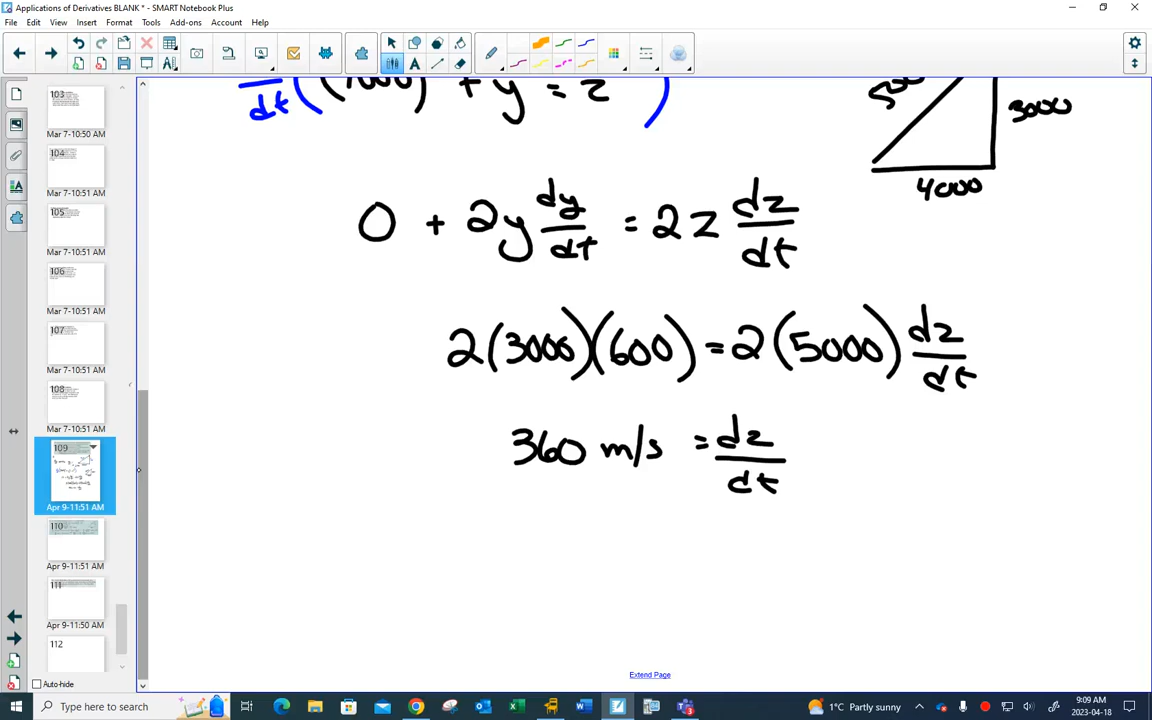 Applications of Derivatives BLANK * - SMART Notebook Plus
File Edit View Insert Format Tools Add-ons Account Help
103
Mar 7-10:50 AM
104
Mar 7-10:51 AM
105
Mar 7-10:51 AM
106
Mar 7-10:51 AM
107
Mar 7-10:51 AM
108
Mar 7-10:51 AM
109
Apr 9-11:51 AM
110
Apr 9-11:51 AM
111
Apr 9-11:50 AM
112
Auto-hide
dt ( (1000) + y = z )
3000
4000
0 + 2y dy/dt = 2z dz/dt
2(3000)(600) = 2(5000) dz/dt
360 m/s = dz/dt
Extend Page
Type here to search
1°C Partly sunny
9:09 AM
2023-04-18